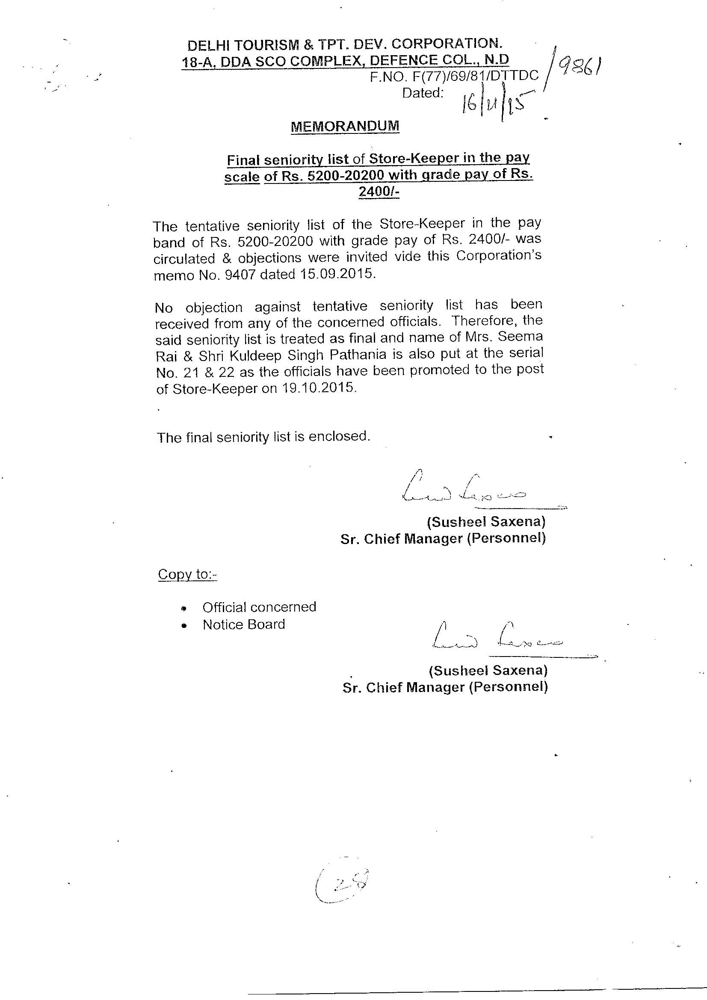 DELHI TOURISM & TPT. DEV. CORPORATION.
18-A, DDA SCO COMPLEX, DEFENCE COL., N.D
F.NO. F(77)/69/81/DTTDC /9861
Dated: 16/11/15
MEMORANDUM
Final seniority list of Store-Keeper in the pay
scale of Rs. 5200-20200 with grade pay of Rs.
2400/-
The tentative seniority list of the Store-Keeper in the pay
band of Rs. 5200-20200 with grade pay of Rs. 2400/- was
circulated & objections were invited vide this Corporation's
memo No. 9407 dated 15.09.2015.
No objection against tentative seniority list has been
received from any of the concerned officials. Therefore, the
said seniority list is treated as final and name of Mrs. Seema
Rai & Shri Kuldeep Singh Pathania is also put at the serial
No. 21 & 22 as the officials have been promoted to the post
of Store-Keeper on 19.10.2015.
The final seniority list is enclosed.
(Susheel Saxena)
Sr. Chief Manager (Personnel)
Copy to:-
• Official concerned
• Notice Board
(Susheel Saxena)
Sr. Chief Manager (Personnel)
28